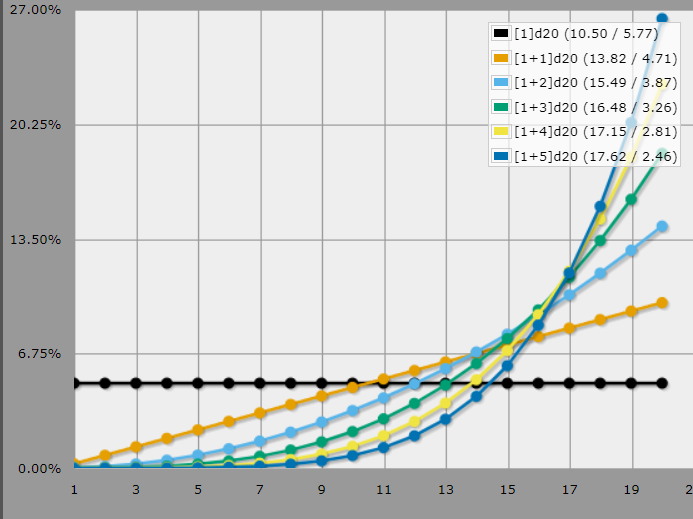 27.00%
[1]d20 (10.50 / 5.77)
[1+1]d20 (13.82 / 4.71)
[1+2]d20 (15.49 / 3.87)
[1+3]d20 (16.48 / 3.26)
[1+4]d20 (17.15 / 2.81)
[1+5]d20 (17.62 / 2.46)
20.25%
13.50%
6.75%
0.00%
1 3 5 7 9 11 13 15 17 19 2